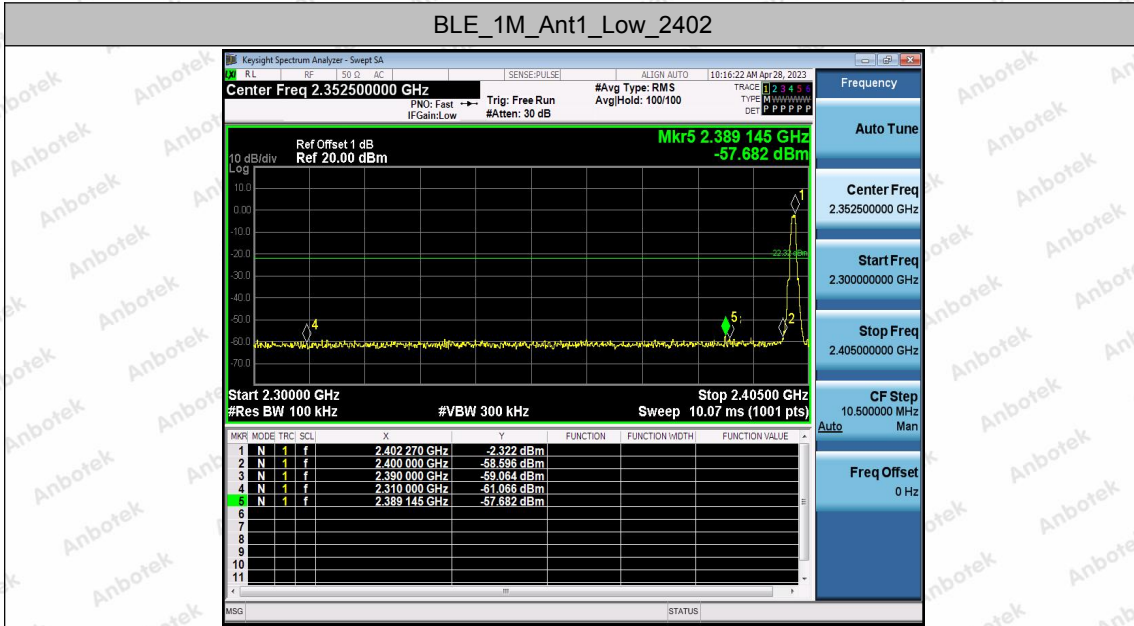 BLE_1M_Ant1_Low_2402
Keysight Spectrum Analyzer - Swept SA
RL RF 50 Ω AC SENSE:PULSE ALIGN AUTO 10:16:22 AM Apr 28, 2023
Center Freq 2.352500000 GHz
PNO: Fast
IFGain:Low
Trig: Free Run
#Atten: 30 dB
#Avg Type: RMS
Avg|Hold: 100/100
TRACE 1 2 3 4 5 6
TYPE M WWWWW
DET P P P P P P
Mkr5 2.389 145 GHz
-57.682 dBm
Ref Offset 1 dB
10 dB/div Ref 20.00 dBm
Log
10.0
0.00
-10.0
-20.0
-30.0
-40.0
-50.0
-60.0
-70.0
1
-22.32 dBm
4
5
2
Start 2.30000 GHz Stop 2.40500 GHz
#Res BW 100 kHz #VBW 300 kHz Sweep 10.07 ms (1001 pts)
MKR MODE TRC SCL X Y FUNCTION FUNCTION WIDTH FUNCTION VALUE
1 N 1 f 2.402 270 GHz -2.322 dBm
2 N 1 f 2.400 000 GHz -58.596 dBm
3 N 1 f 2.390 000 GHz -59.064 dBm
4 N 1 f 2.310 000 GHz -61.066 dBm
5 N 1 f 2.389 145 GHz -57.682 dBm
6
7
8
9
10
11
MSG STATUS
Frequency
Auto Tune
Center Freq
2.352500000 GHz
Start Freq
2.300000000 GHz
Stop Freq
2.405000000 GHz
CF Step
10.500000 MHz
Auto Man
Freq Offset
0 Hz
Anbotek